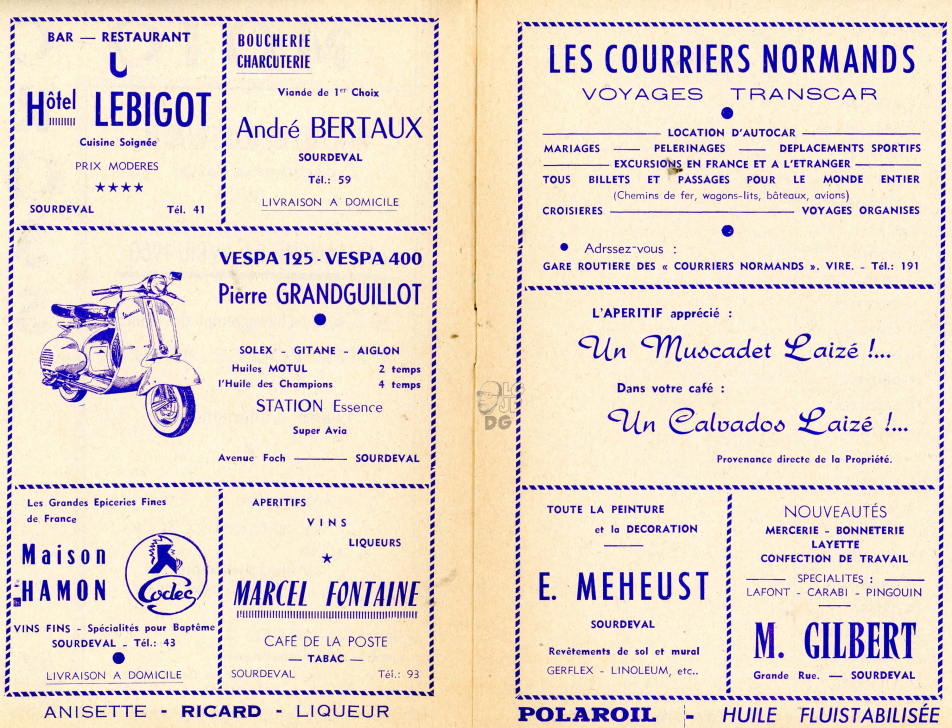 BAR — RESTAURANT
Hôtel LEBIGOT
Cuisine Soignée
PRIX MODERES
★★★★
SOURDEVAL Tél. 41
BOUCHERIE
CHARCUTERIE
Viande de 1er Choix
André BERTAUX
SOURDEVAL
Tél.: 59
LIVRAISON A DOMICILE
VESPA 125 - VESPA 400
Pierre GRANDGUILLOT
SOLEX - GITANE - AIGLON
Huiles MOTUL 2 temps
l'Huile des Champions 4 temps
STATION Essence
Super Avia
Avenue Foch ——— SOURDEVAL
Les Grandes Epiceries Fines
de France
Maison
HAMON
Codec
VINS FINS - Spécialités pour Baptême
SOURDEVAL - Tél.: 43
LIVRAISON A DOMICILE
APERITIFS
VINS
LIQUEURS
★
MARCEL FONTAINE
CAFÉ DE LA POSTE
— TABAC —
SOURDEVAL Tél.: 93
ANISETTE - RICARD - LIQUEUR
LES COURRIERS NORMANDS
VOYAGES TRANSCAR
LOCATION D'AUTOCAR
MARIAGES — PELERINAGES — DEPLACEMENTS SPORTIFS
EXCURSIONS EN FRANCE ET A L'ETRANGER
TOUS BILLETS ET PASSAGES POUR LE MONDE ENTIER
(Chemins de fer, wagons-lits, bâteaux, avions)
CROISIERES ——— VOYAGES ORGANISES
● Adrssez-vous :
GARE ROUTIERE DES « COURRIERS NORMANDS ». VIRE. - Tél.: 191
L'APERITIF apprécié :
Un Muscadet Laizé !...
Dans votre café :
Un Calvados Laizé !...
Provenance directe de la Propriété.
TOUTE LA PEINTURE
et la DECORATION
E. MEHEUST
SOURDEVAL
Revêtements de sol et mural
GERFLEX - LINOLEUM, etc..
NOUVEAUTÉS
MERCERIE - BONNETERIE
LAYETTE
CONFECTION DE TRAVAIL
SPECIALITES :
LAFONT - CARABI - PINGOUIN
M. GILBERT
Grande Rue. — SOURDEVAL
POLAROIL - HUILE FLUISTABILISÉE
DG